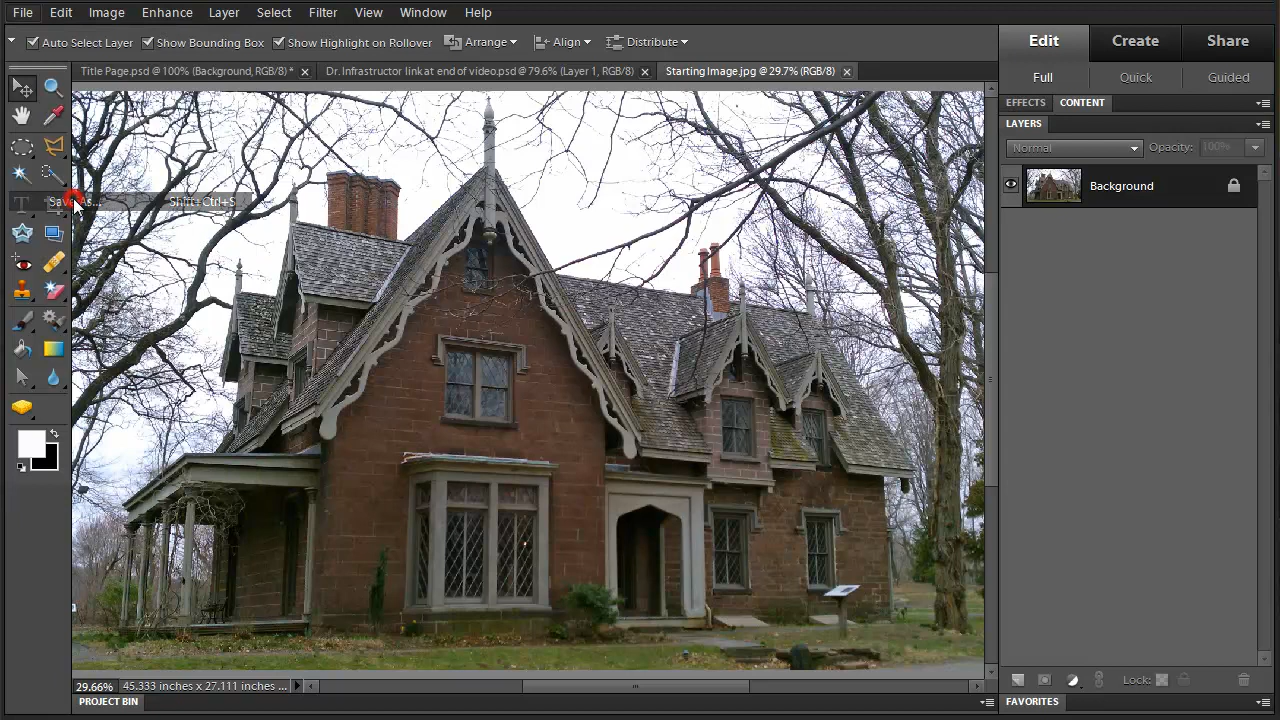 File Edit Image Enhance Layer Select Filter View Window Help
Auto Select Layer Show Bounding Box Show Highlight on Rollover Arrange Align Distribute
Edit Create Share
Title Page.psd @ 100% (Background, RGB/8) * Dr. Infrastructor link at end of video.psd @ 79.6% (Layer 1, RGB/8) Starting Image.jpg @ 29.7% (RGB/8)
Full Quick Guided
EFFECTS CONTENT
LAYERS
Normal Opacity: 100%
Background
Save As... Shift+Ctrl+S
Lock:
29.66% 45.333 inches x 27.111 inches ...
PROJECT BIN
FAVORITES